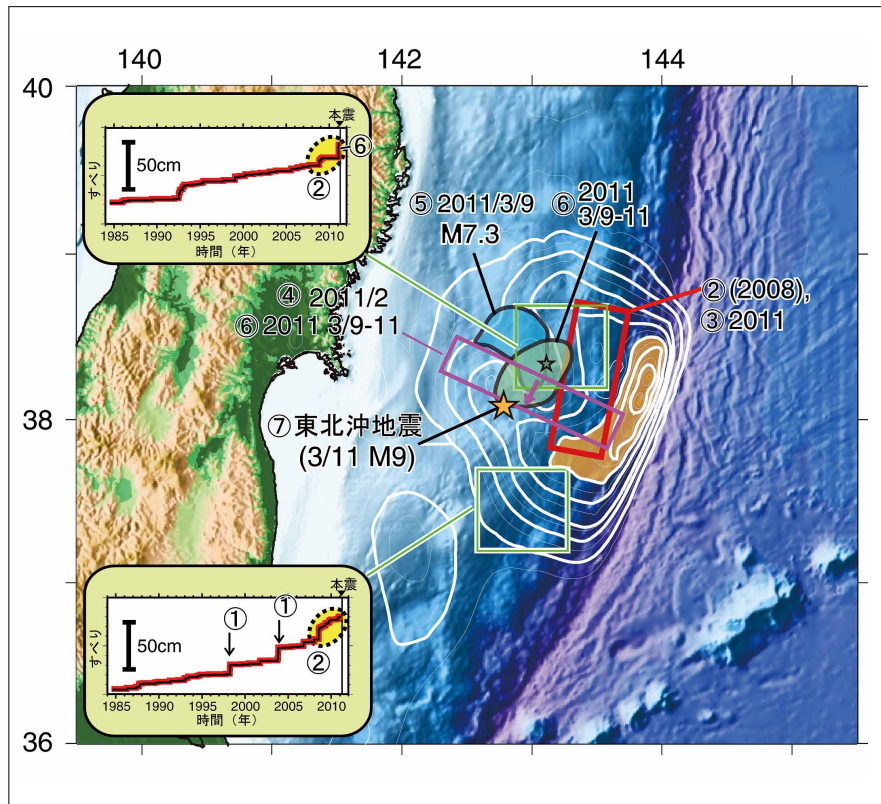 140
142
144
40
38
36
本震
⑥
50cm
②
すべり
1985 1990 1995 2000 2005 2010
時間（年）
⑤ 2011/3/9
M7.3
⑥ 2011
3/9-11
② (2008),
③ 2011
④ 2011/2
⑥ 2011 3/9-11
⑦ 東北沖地震
(3/11 M9)
本震
① ①
50cm
②
すべり
1985 1990 1995 2000 2005 2010
時間（年）